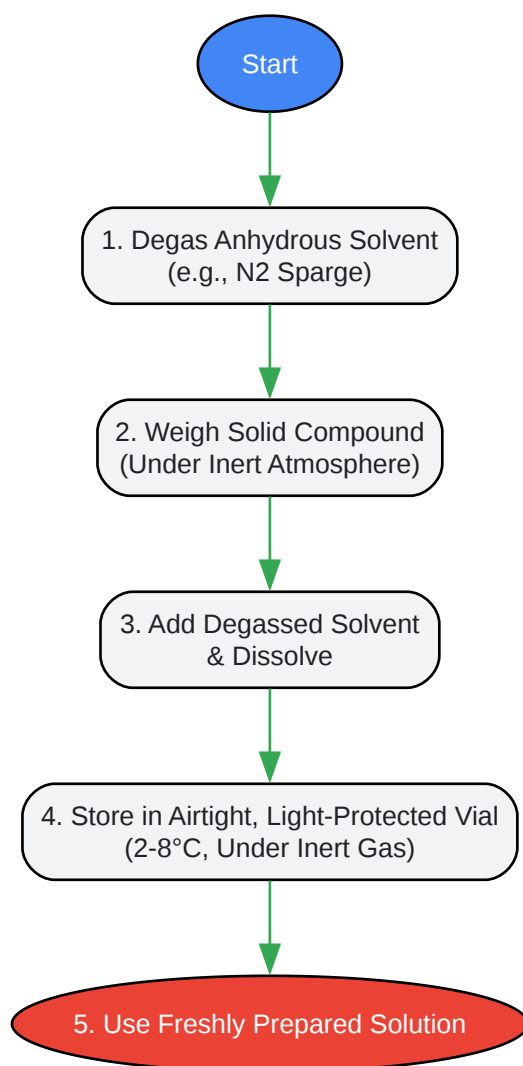 Start
1. Degas Anhydrous Solvent
(e.g., N2 Sparge)
2. Weigh Solid Compound
(Under Inert Atmosphere)
3. Add Degassed Solvent
& Dissolve
4. Store in Airtight, Light-Protected Vial
(2-8°C, Under Inert Gas)
5. Use Freshly Prepared Solution